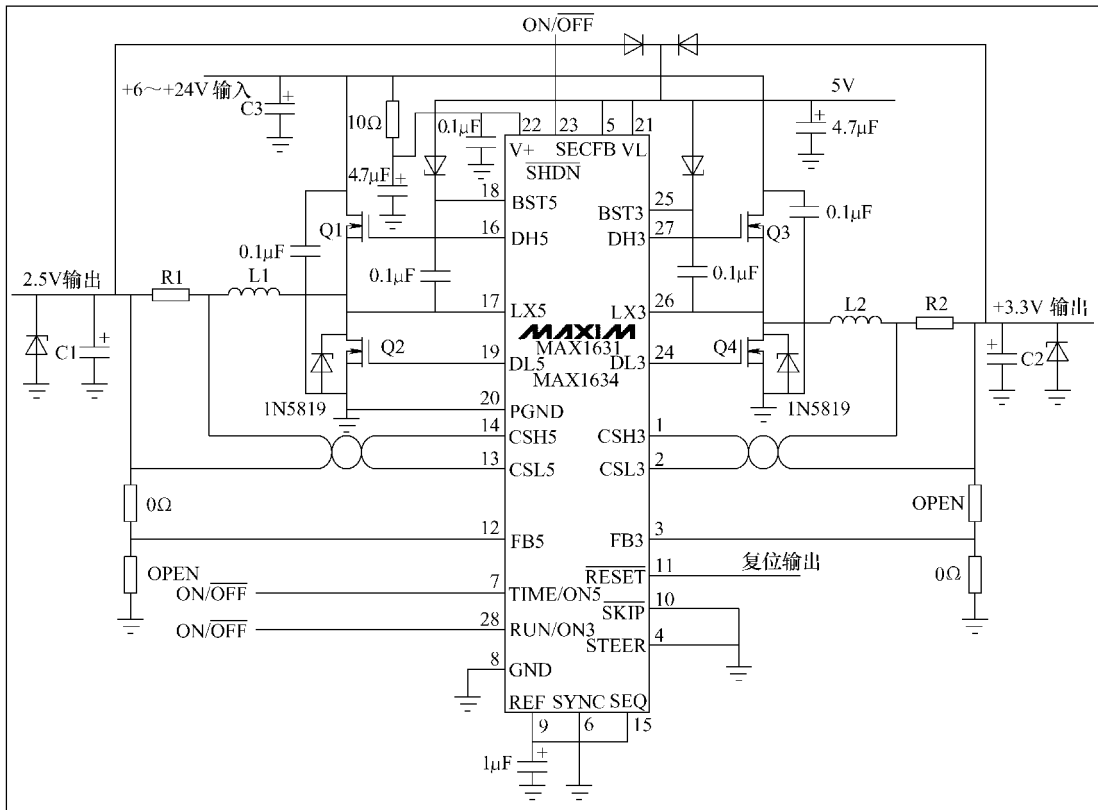 ON/OFF
+6～+24V 输入
C3
10Ω
0.1μF
22
23
5
21
5V
4.7μF
V+
SECFB
VL
SHDN
4.7μF
18
BST5
BST3
25
0.1μF
Q1
16
DH5
DH3
27
Q3
0.1μF
0.1μF
0.1μF
2.5V输出
R1
L1
17
LX5
LX3
26
L2
R2
+3.3V 输出
MAXIM
MAX1631
MAX1634
C1
Q2
19
DL5
DL3
24
Q4
C2
1N5819
20
PGND
1N5819
14
CSH5
CSH3
1
13
CSL5
CSL3
2
0Ω
OPEN
12
FB5
FB3
3
OPEN
RESET
11
复位输出
0Ω
ON/OFF
7
TIME/ON5
SKIP
10
ON/OFF
28
RUN/ON3
STEER
4
8
GND
REF
SYNC
SEQ
9
6
15
1μF